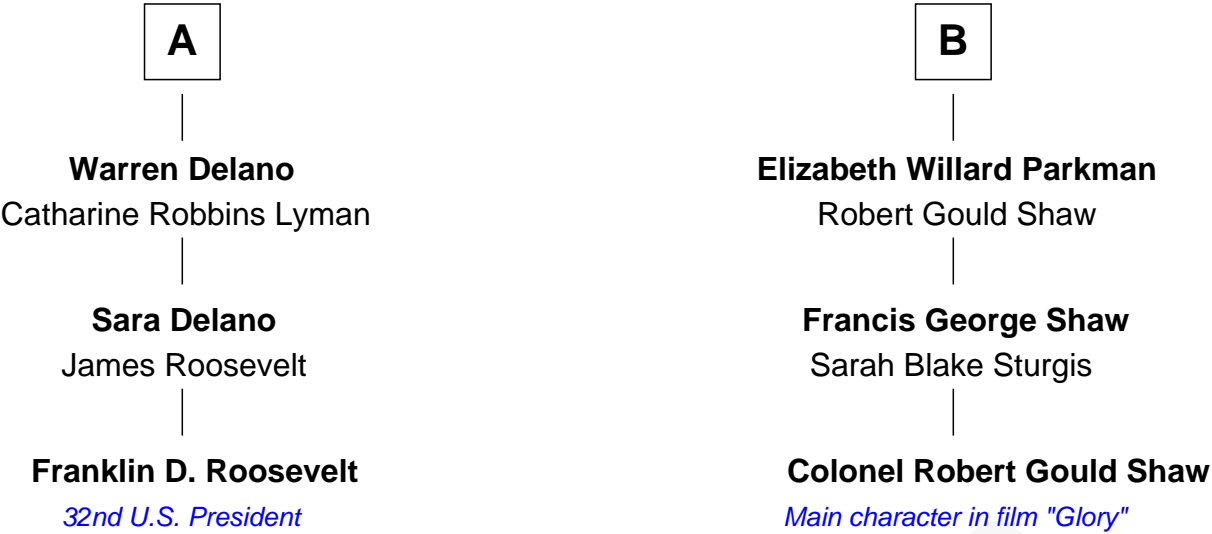 A
B
Warren Delano
Elizabeth Willard Parkman
Catharine Robbins Lyman
Robert Gould Shaw
Sara Delano
Francis George Shaw
James Roosevelt
Sarah Blake Sturgis
Franklin D. Roosevelt
Colonel Robert Gould Shaw
32nd U.S. President
Main character in film "Glory"